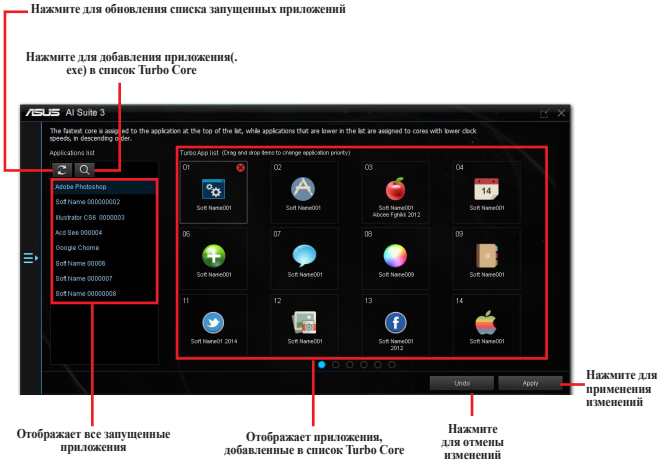 Нажмите для обновления списка запущенных приложений
Нажмите для добавления приложения(.
exe) в список Turbo Core
ASUS AI Suite 3
The fastest core is assigned to the application at the top of the list, while applications that are lower in the list are assigned to cores with lower clock
speeds, in descending order.
Applications list
Turbo App list (Drag and drop items to change application priority)
Adobe Photoshop
Soft Name 000000002
Illustrator CS6 0000003
Acd See 000004
Google Chorne
Soft Name 00006
Soft Name 0000007
Soft Name 00000008
01
Soft Name001
02
Soft Name001
03
Soft Name001
Abcee Fghikh 2012
04
14
Soft Name001
06
Soft Name001
07
Soft Name001
08
Soft Name009
09
Soft Name001
11
Soft Name01 2014
12
Soft Name001
13
Soft Name001
2012
14
Soft Name001
Undo
Apply
Нажмите для
применения
изменений
Отображает все запущенные
приложения
Отображает приложения,
добавленные в список Turbo Core
Нажмите
для отмены
изменений